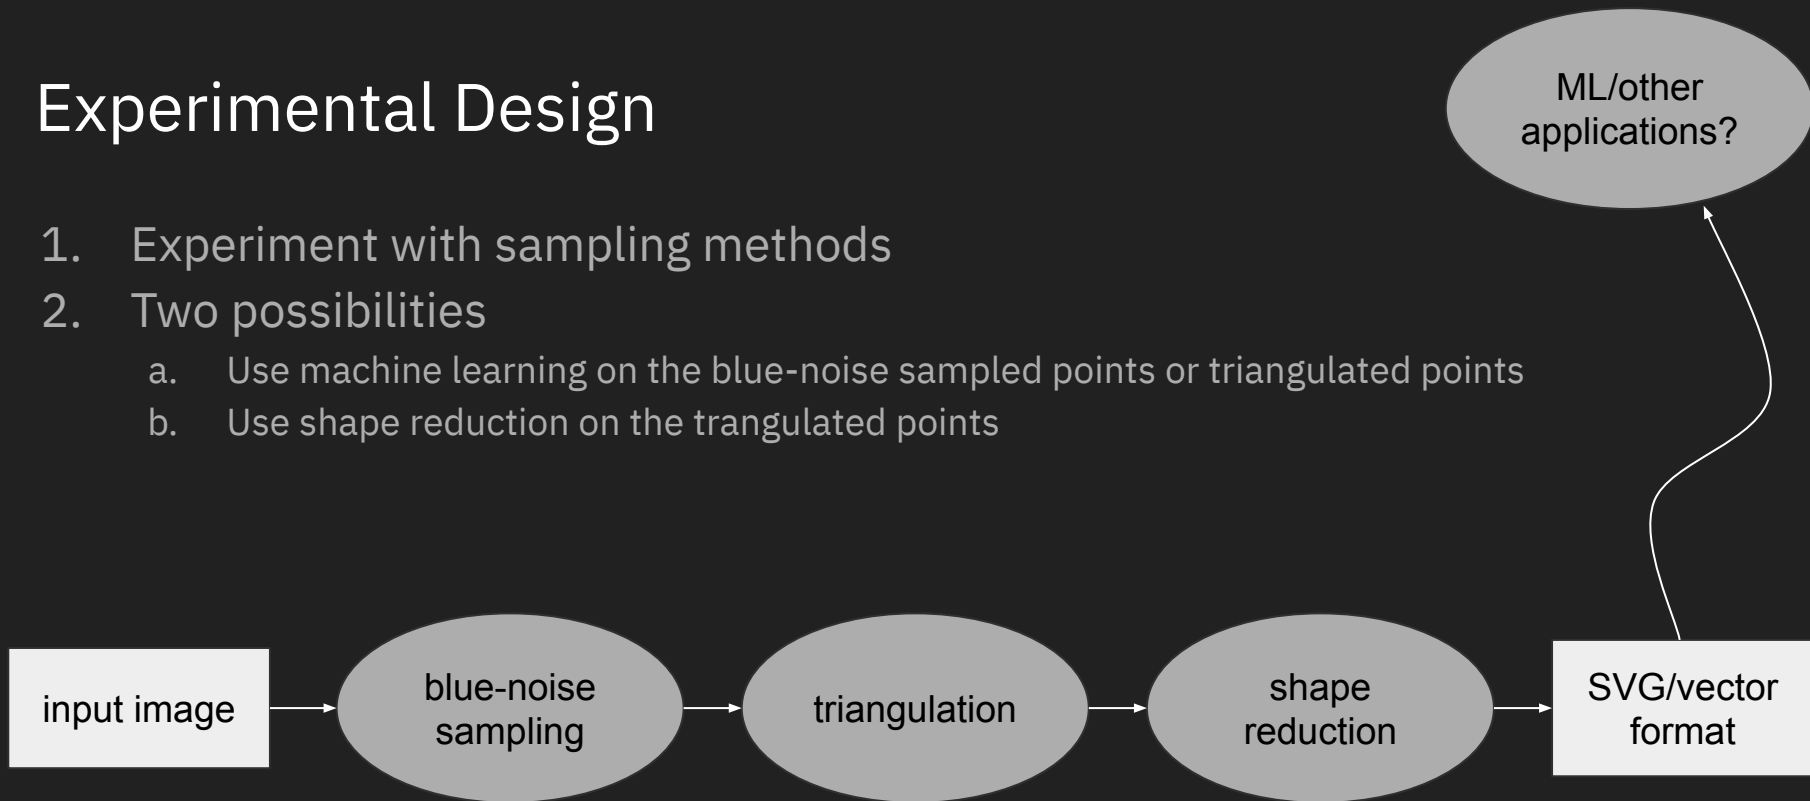 Experimental Design
ML/other
applications?
1. Experiment with sampling methods
2. Two possibilities
a. Use machine learning on the blue-noise sampled points or triangulated points
b. Use shape reduction on the trangulated points
input image
blue-noise
sampling
triangulation
shape
reduction
SVG/vector
format